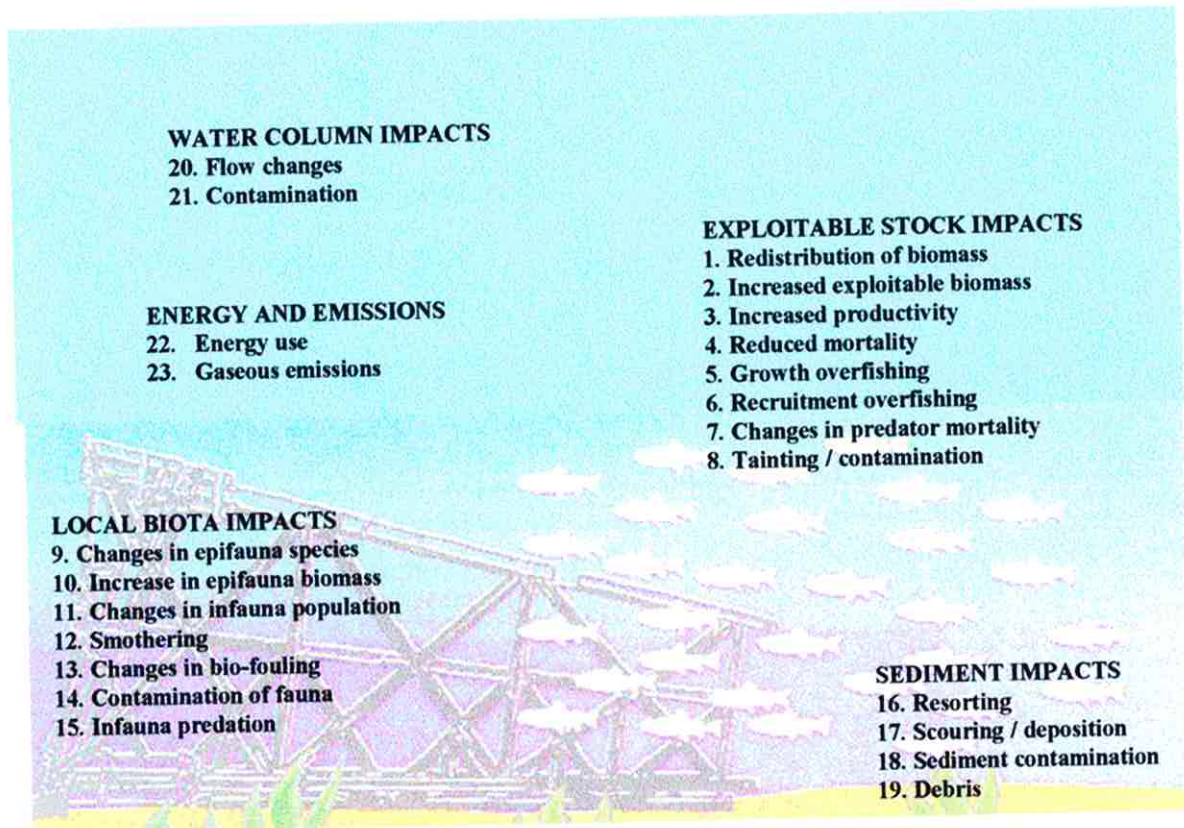 WATER COLUMN IMPACTS
20. Flow changes
21. Contamination
EXPLOITABLE STOCK IMPACTS
1. Redistribution of biomass
2. Increased exploitable biomass
3. Increased productivity
4. Reduced mortality
5. Growth overfishing
6. Recruitment overfishing
7. Changes in predator mortality
8. Tainting / contamination
ENERGY AND EMISSIONS
22. Energy use
23. Gaseous emissions
LOCAL BIOTA IMPACTS
9. Changes in epifauna species
10. Increase in epifauna biomass
11. Changes in infauna population
12. Smothering
13. Changes in bio-fouling
14. Contamination of fauna
15. Infauna predation
SEDIMENT IMPACTS
16. Resorting
17. Scouring / deposition
18. Sediment contamination
19. Debris